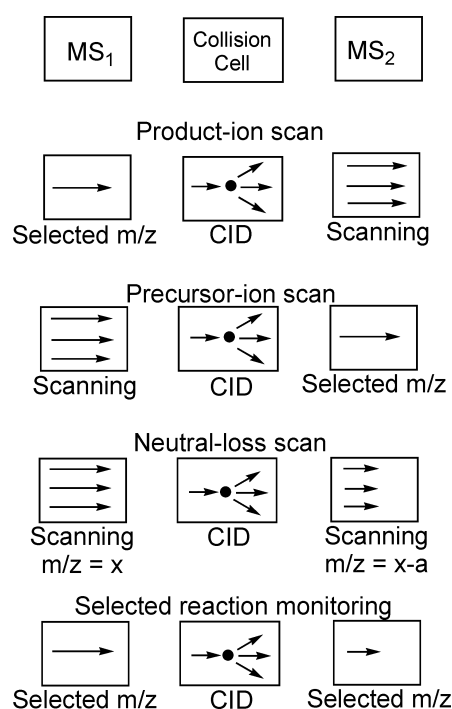 MS₁
Collision
Cell
MS₂
Product-ion scan
Selected m/z
CID
Scanning
Precursor-ion scan
Scanning
CID
Selected m/z
Neutral-loss scan
Scanning
m/z = x
CID
Scanning
m/z = x-a
Selected reaction monitoring
Selected m/z
CID
Selected m/z